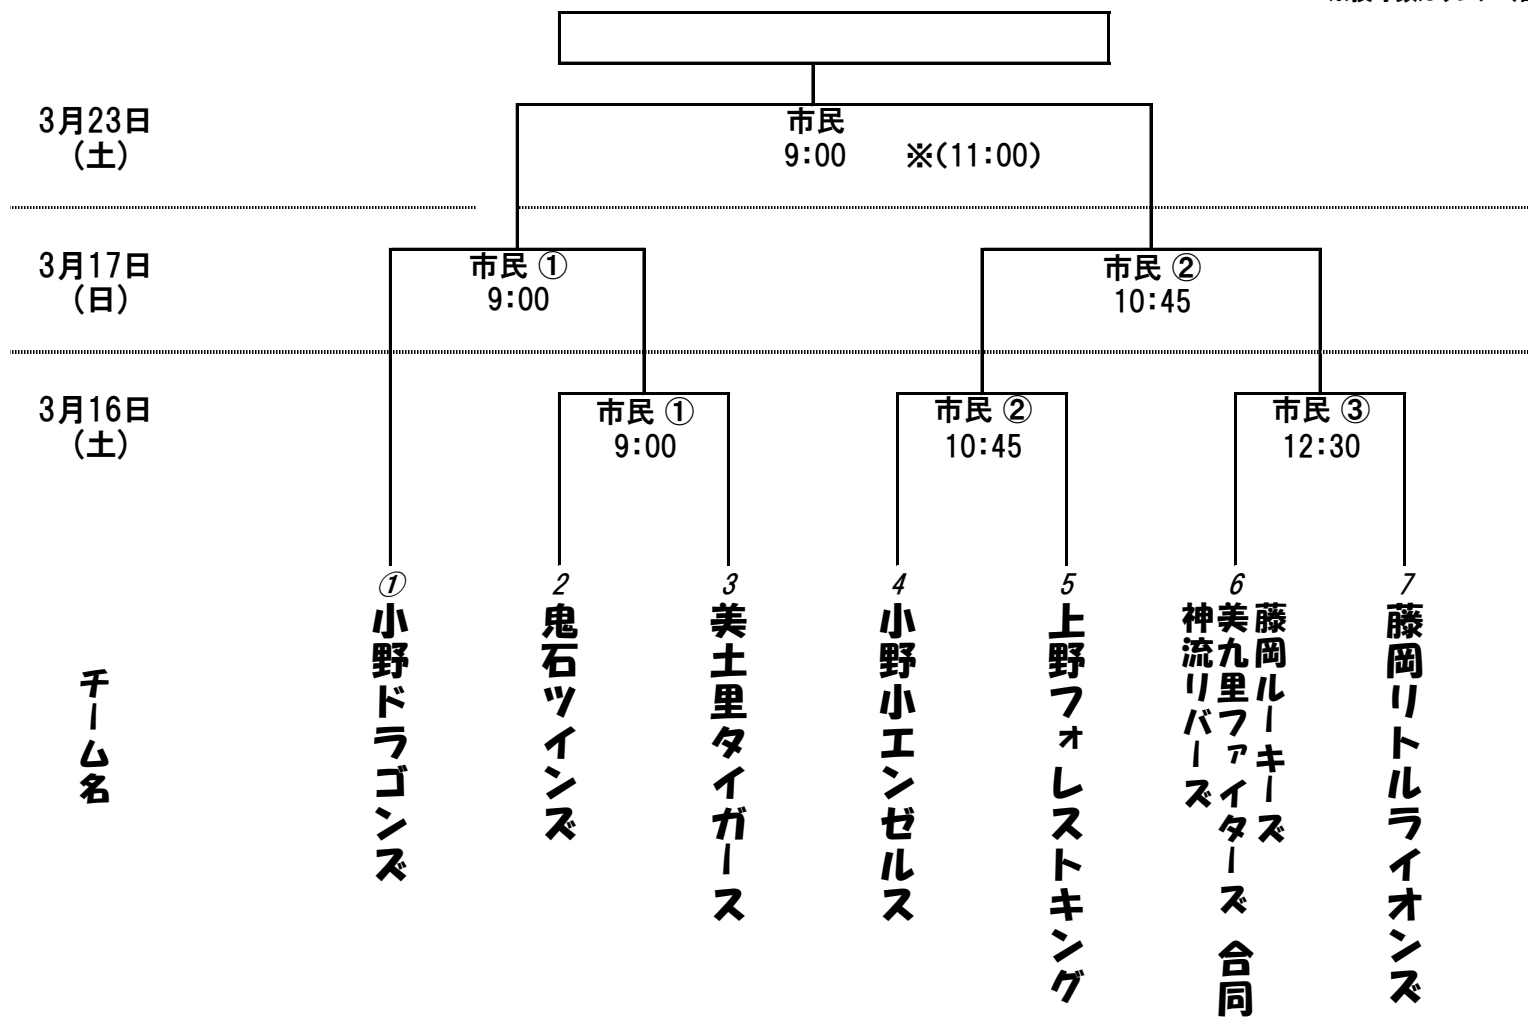 3月23日
(土)
市民
9:00 ※(11:00)
3月17日
(日)
市民 ①
9:00
市民 ②
10:45
3月16日
(土)
市民 ①
9:00
市民 ②
10:45
市民 ③
12:30
チーム名
①
小野ドラゴンズ
2
鬼石ツインズ
3
美土里タイガース
4
小野小エンゼルス
5
上野フォレストキング
6
藤岡ルーキーズ
美九里ファイターズ 合同
神流リバーズ
7
藤岡リトルライオンズ